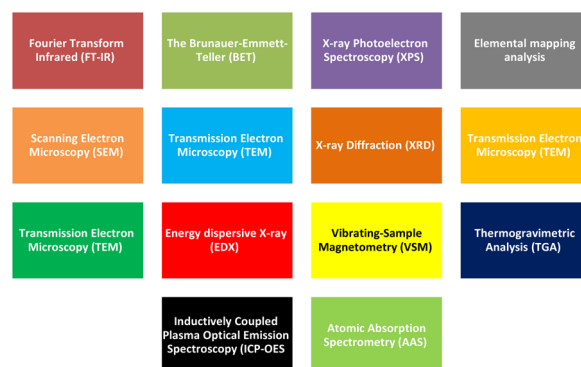 Fourier Transform
Infrared (FT-IR)
The Brunauer-Emmett-
Teller (BET)
X-ray Photoelectron
Spectroscopy (XPS)
Elemental mapping
analysis
Scanning Electron
Microscopy (SEM)
Transmission Electron
Microscopy (TEM)
X-ray Diffraction (XRD)
Transmission Electron
Microscopy (TEM)
Transmission Electron
Microscopy (TEM)
Energy dispersive X-ray
(EDX)
Vibrating-Sample
Magnetometry (VSM)
Thermogravimetric
Analysis (TGA)
Inductively Coupled
Plasma Optical Emission
Spectroscopy (ICP-OES
Atomic Absorption
Spectrometry (AAS)